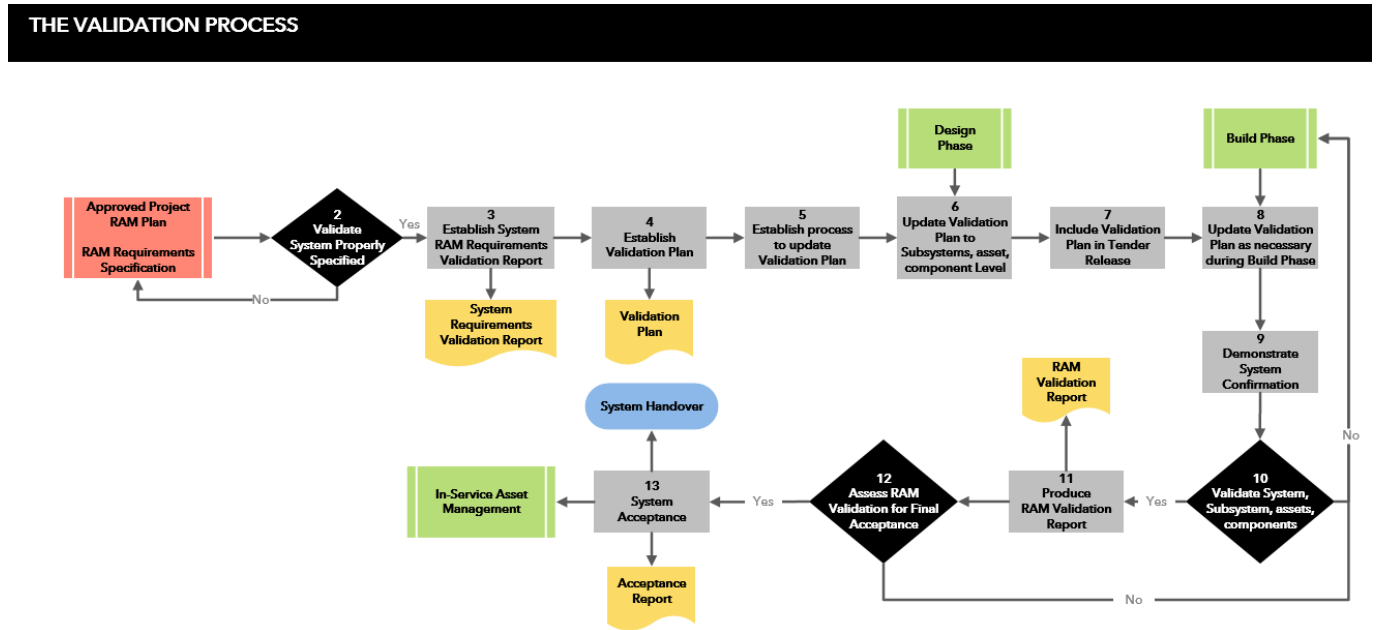 THE VALIDATION PROCESS
Design
Phase
Build Phase
Approved Project
RAM Plan
RAM Requirements
Specification
2
Validate
System Properly
Specified
Yes
No
3
Establish System
RAM Requirements
Validation Report
4
Establish
Validation Plan
5
Establish process
to update
Validation Plan
6
Update Validation
Plan to
Subsystems, asset,
component Level
7
Include Validation
Plan in Tender
Release
8
Update Validation
Plan as necessary
during Build Phase
System
Requirements
Validation Report
Validation
Plan
9
Demonstrate
System
Confirmation
RAM
Validation
Report
System Handover
No
In-Service Asset
Management
13
System
Acceptance
Yes
12
Assess RAM
Validation for Final
Acceptance
11
Produce
RAM Validation
Report
Yes
10
Validate System,
Subsystem, assets,
components
Acceptance
Report
No